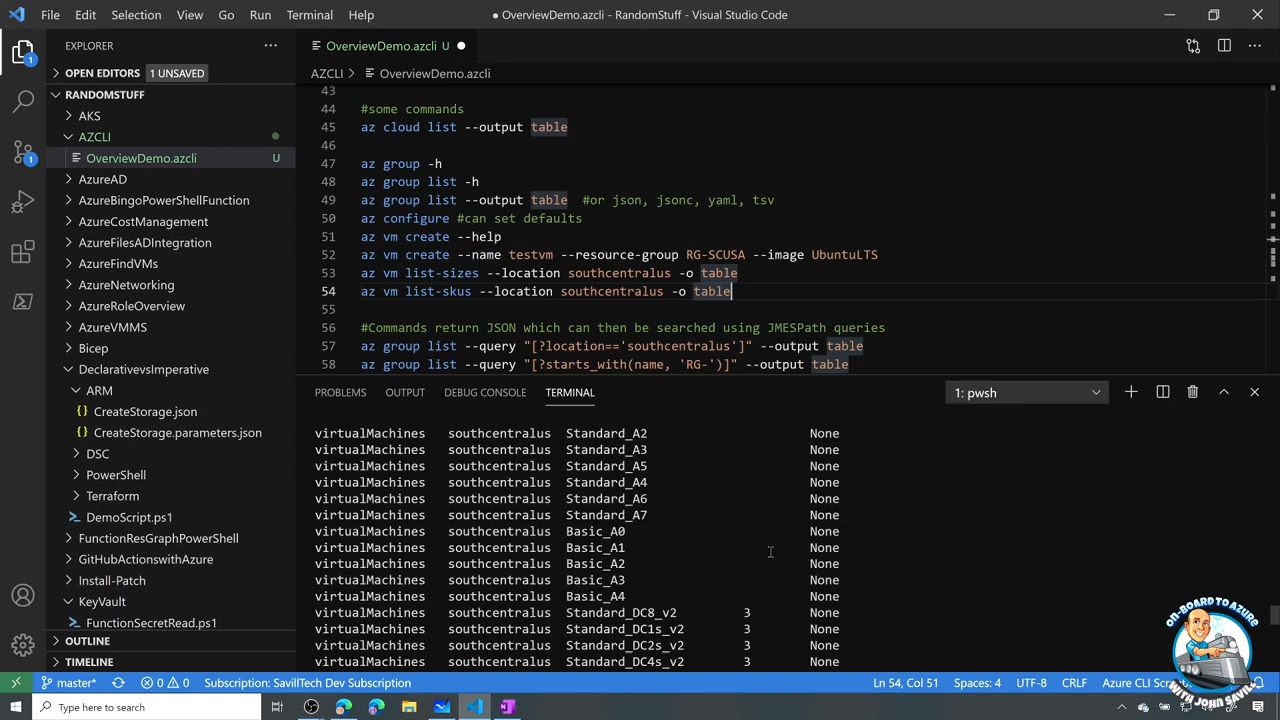 File Edit Selection View Go Run Terminal Help
● OverviewDemo.azcli - RandomStuff - Visual Studio Code
EXPLORER
OPEN EDITORS 1 UNSAVED
RANDOMSTUFF
AKS
AZCLI
OverviewDemo.azcli U
AzureAD
AzureBingoPowerShellFunction
AzureCostManagement
AzureFilesADIntegration
AzureFindVMs
AzureNetworking
AzureRoleOverview
AzureVMMS
Bicep
DeclarativevsImperative
ARM
CreateStorage.json
CreateStorage.parameters.json
DSC
PowerShell
Terraform
DemoScript.ps1
FunctionResGraphPowerShell
GitHubActionswithAzure
Install-Patch
KeyVault
FunctionSecretRead.ps1
OUTLINE
TIMELINE
1
1
OverviewDemo.azcli U
AZCLI > OverviewDemo.azcli
43
44 #some commands
45 az cloud list --output table
46
47 az group -h
48 az group list -h
49 az group list --output table #or json, jsonc, yaml, tsv
50 az configure #can set defaults
51 az vm create --help
52 az vm create --name testvm --resource-group RG-SCUSA --image UbuntuLTS
53 az vm list-sizes --location southcentralus -o table
54 az vm list-skus --location southcentralus -o table
55
56 #Commands return JSON which can then be searched using JMESPath queries
57 az group list --query "[?location=='southcentralus']" --output table
58 az group list --query "[?starts_with(name, 'RG-')]" --output table
PROBLEMS OUTPUT DEBUG CONSOLE TERMINAL 1: pwsh
virtualMachines southcentralus Standard_A2 None
virtualMachines southcentralus Standard_A3 None
virtualMachines southcentralus Standard_A5 None
virtualMachines southcentralus Standard_A4 None
virtualMachines southcentralus Standard_A6 None
virtualMachines southcentralus Standard_A7 None
virtualMachines southcentralus Basic_A0 None
virtualMachines southcentralus Basic_A1 None
virtualMachines southcentralus Basic_A2 None
virtualMachines southcentralus Basic_A3 None
virtualMachines southcentralus Basic_A4 None
virtualMachines southcentralus Standard_DC8_v2 3 None
virtualMachines southcentralus Standard_DC1s_v2 3 None
virtualMachines southcentralus Standard_DC2s_v2 3 None
virtualMachines southcentralus Standard_DC4s_v2 3 None
ON-BOARD TO AZURE
WITH JOHN SAVILL
master* 0 0 Subscription: SavillTech Dev Subscription Ln 54, Col 51 Spaces: 4 UTF-8 CRLF Azure CLI
Type here to search